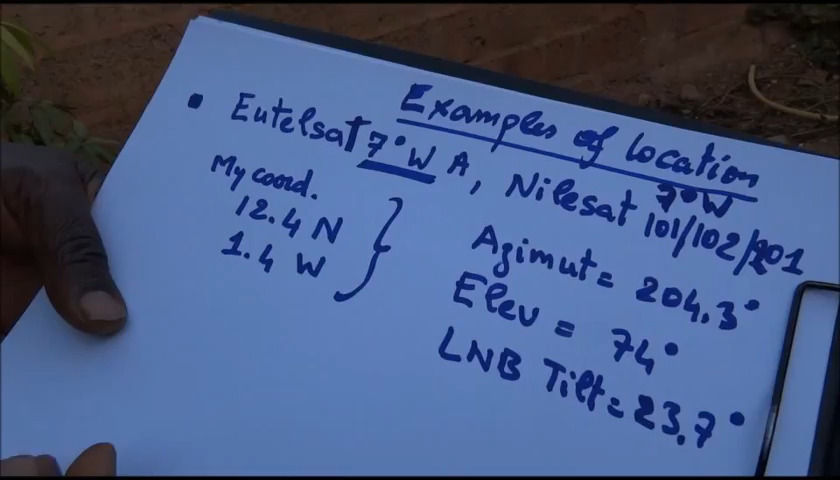 Examples of location
• Eutelsat 7°W A, Nilesat 7°W 101/102/201
My coord.
12.4 N
1.4 W
Azimut = 204.3°
Elev = 74°
LNB Tilt = 23.7°